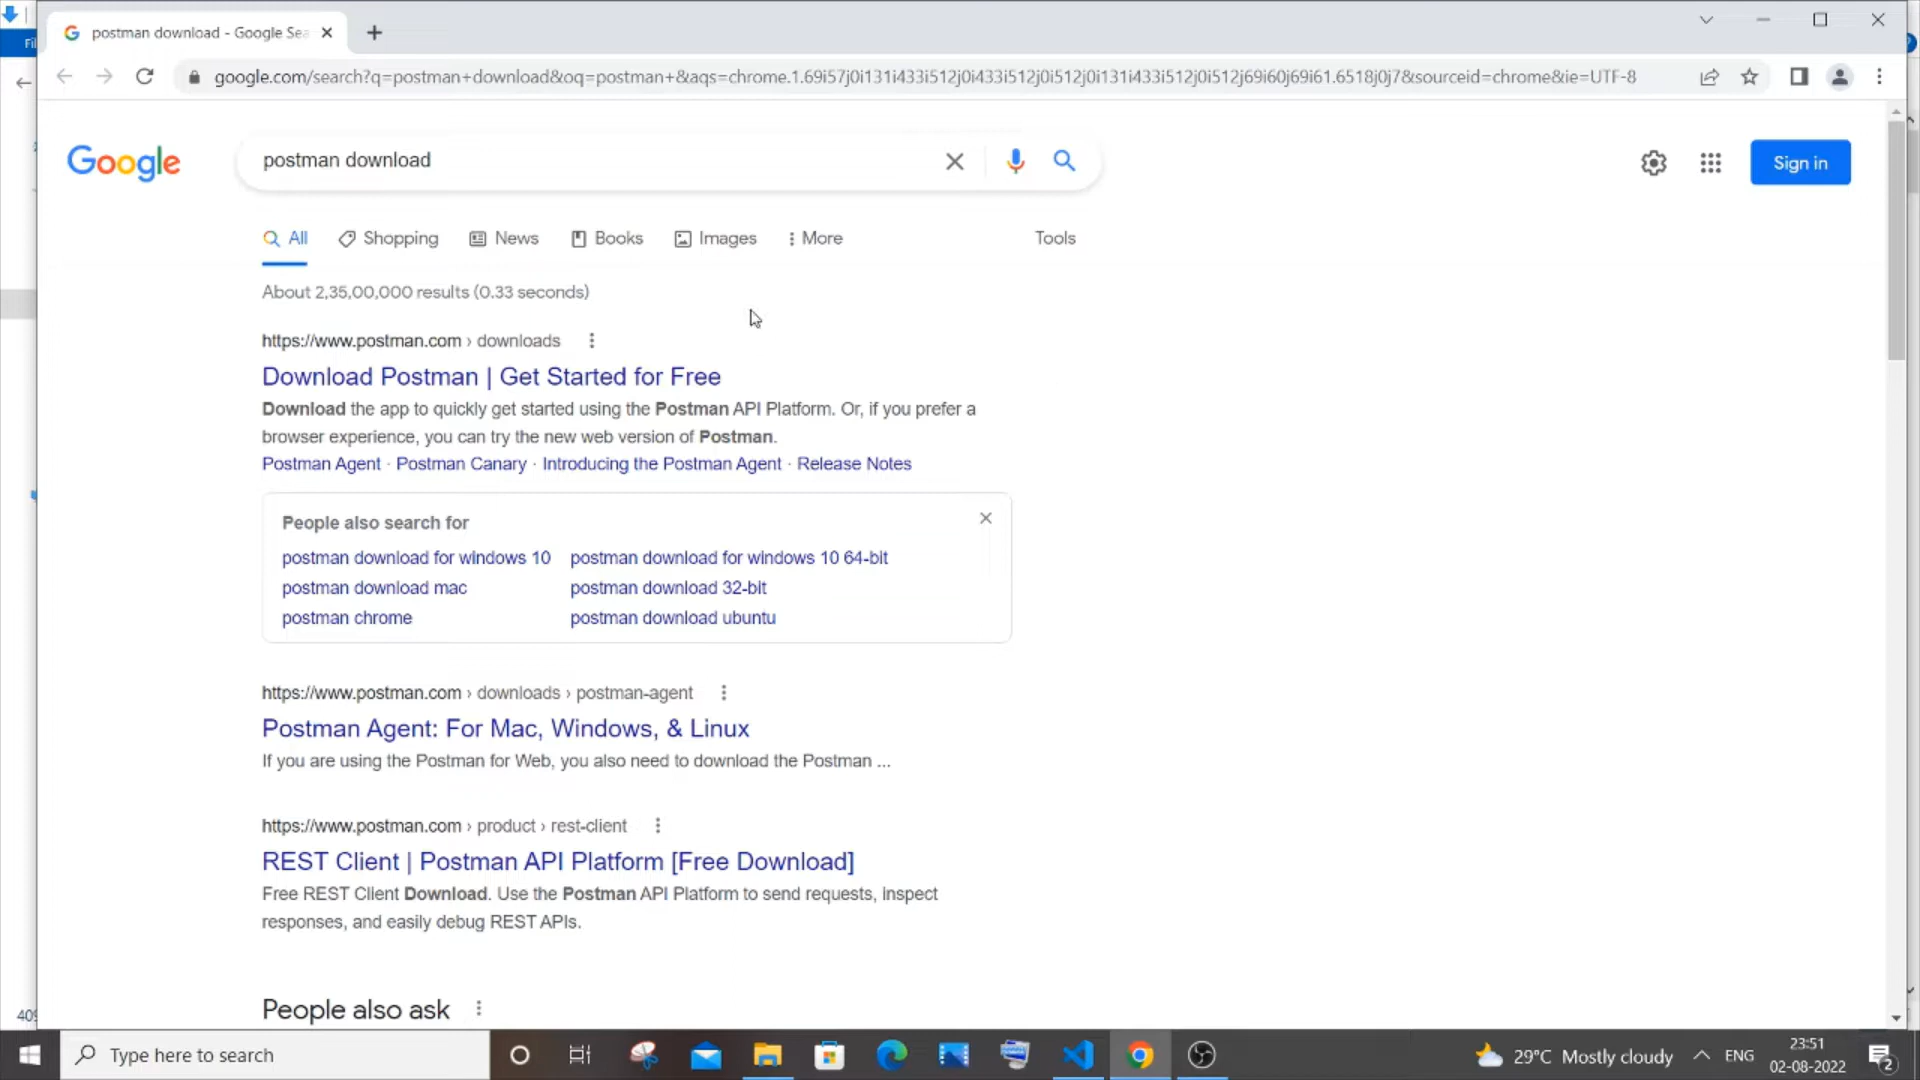 Fil
postman download - Google Sea
google.com/search?q=postman+download&oq=postman+&aqs=chrome.1.69i57j0i131i433i512j0i433i512j0i512j0i131i433i512j0i512j69i60j69i61.6518j0j7&sourceid=chrome&ie=UTF-8
Google
postman download
Sign in
All
Shopping
News
Books
Images
More
Tools
About 2,35,00,000 results (0.33 seconds)
https://www.postman.com › downloads
Download Postman | Get Started for Free
Download the app to quickly get started using the Postman API Platform. Or, if you prefer a
browser experience, you can try the new web version of Postman.
Postman Agent · Postman Canary · Introducing the Postman Agent · Release Notes
People also search for
postman download for windows 10
postman download for windows 10 64-bit
postman download mac
postman download 32-bit
postman chrome
postman download ubuntu
https://www.postman.com › downloads › postman-agent
Postman Agent: For Mac, Windows, & Linux
If you are using the Postman for Web, you also need to download the Postman ...
https://www.postman.com › product › rest-client
REST Client | Postman API Platform [Free Download]
Free REST Client Download. Use the Postman API Platform to send requests, inspect
responses, and easily debug REST APIs.
People also ask
409
Type here to search
29°C Mostly cloudy
ENG
23:51
02-08-2022
2